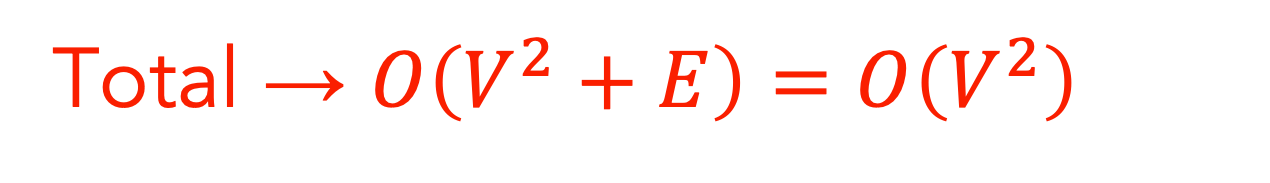 Total → O(V² + E) = O(V²)